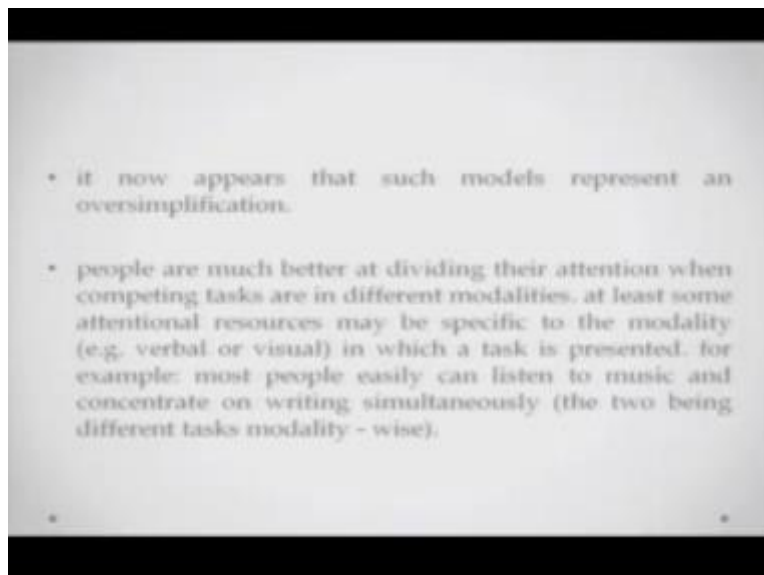 • it now appears that such models represent an
oversimplification.
• people are much better at dividing their attention when
competing tasks are in different modalities. at least some
attentional resources may be specific to the modality
(e.g. verbal or visual) in which a task is presented. for
example: most people easily can listen to music and
concentrate on writing simultaneously (the two being
different tasks modality - wise).